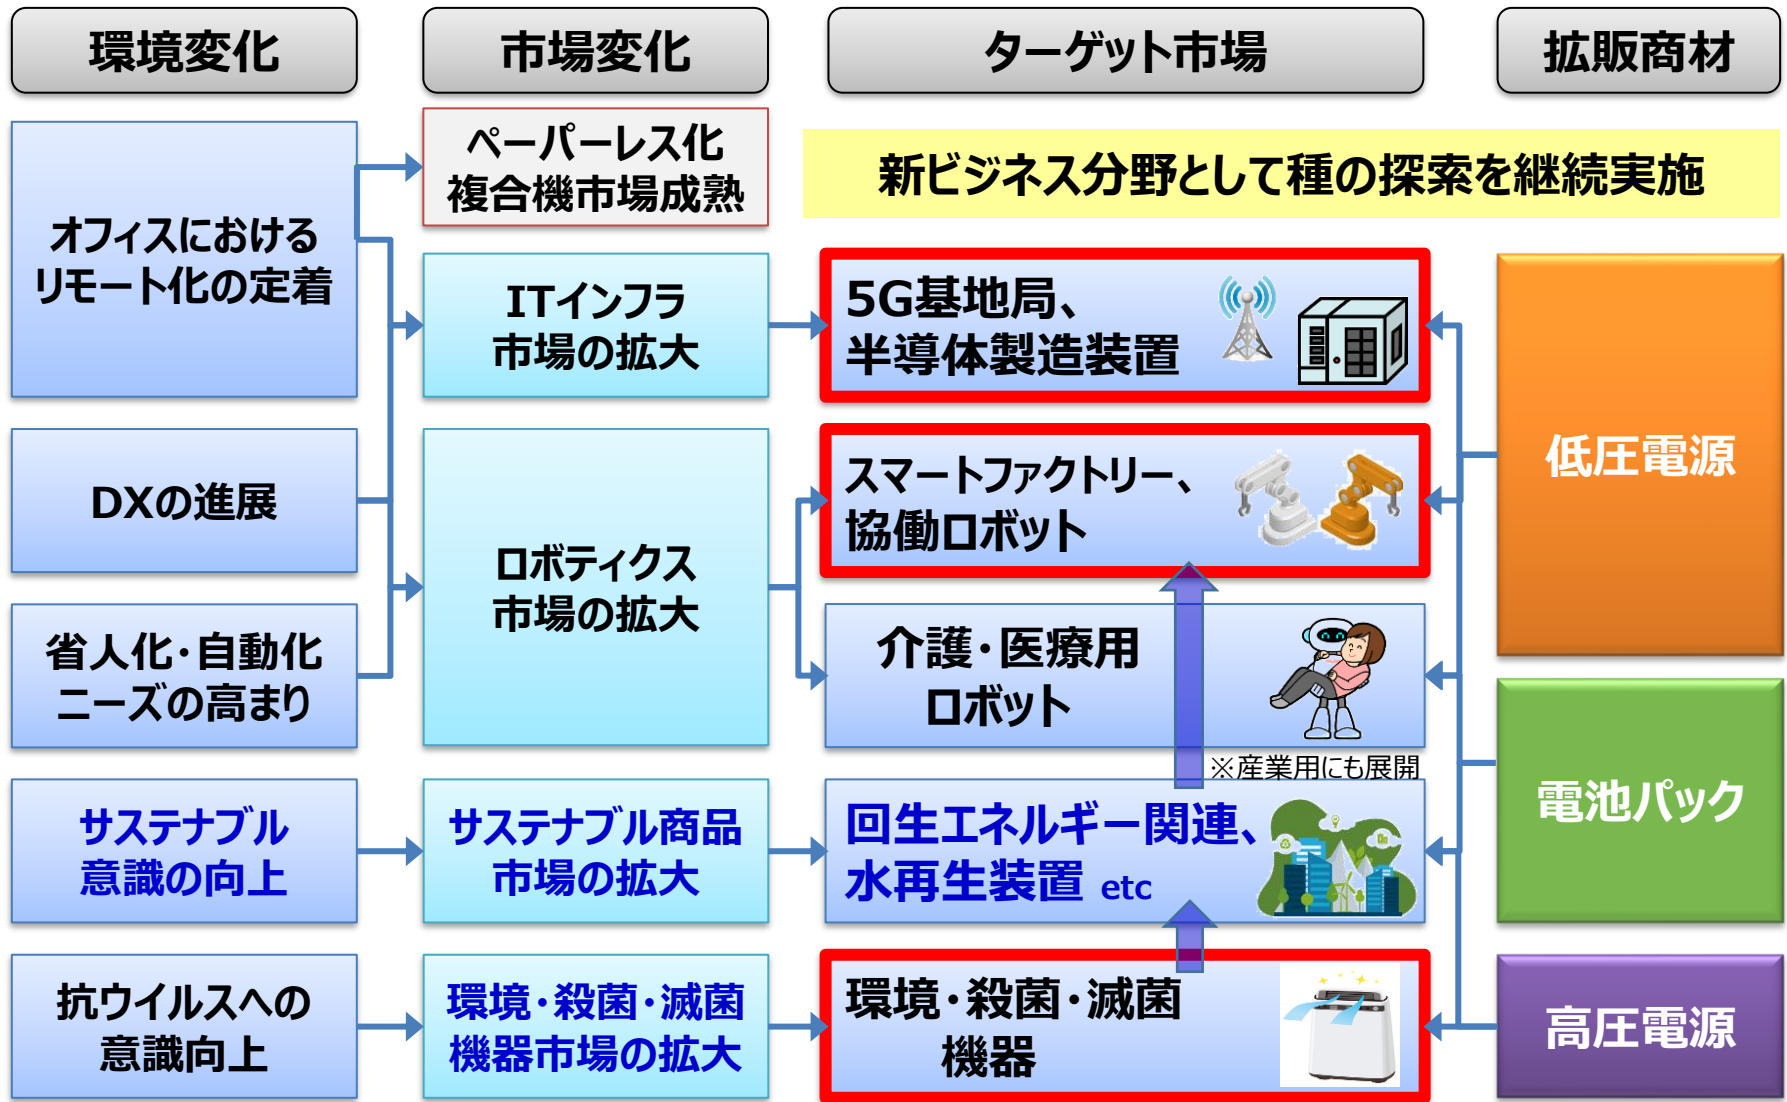 環境変化
市場変化
ターゲット市場
拡販商材
オフィスにおける
リモート化の定着
ペーパーレス化
複合機市場成熟
新ビジネス分野として種の探索を継続実施
ITインフラ
市場の拡大
5G基地局、
半導体製造装置
低圧電源
DXの進展
ロボティクス
市場の拡大
スマートファクトリー、
協働ロボット
省人化・自動化
ニーズの高まり
介護・医療用
ロボット
※産業用にも展開
電池パック
サステナブル
意識の向上
サステナブル商品
市場の拡大
回生エネルギー関連、
水再生装置 etc
抗ウイルスへの
意識向上
環境・殺菌・滅菌
機器市場の拡大
環境・殺菌・滅菌
機器
高圧電源